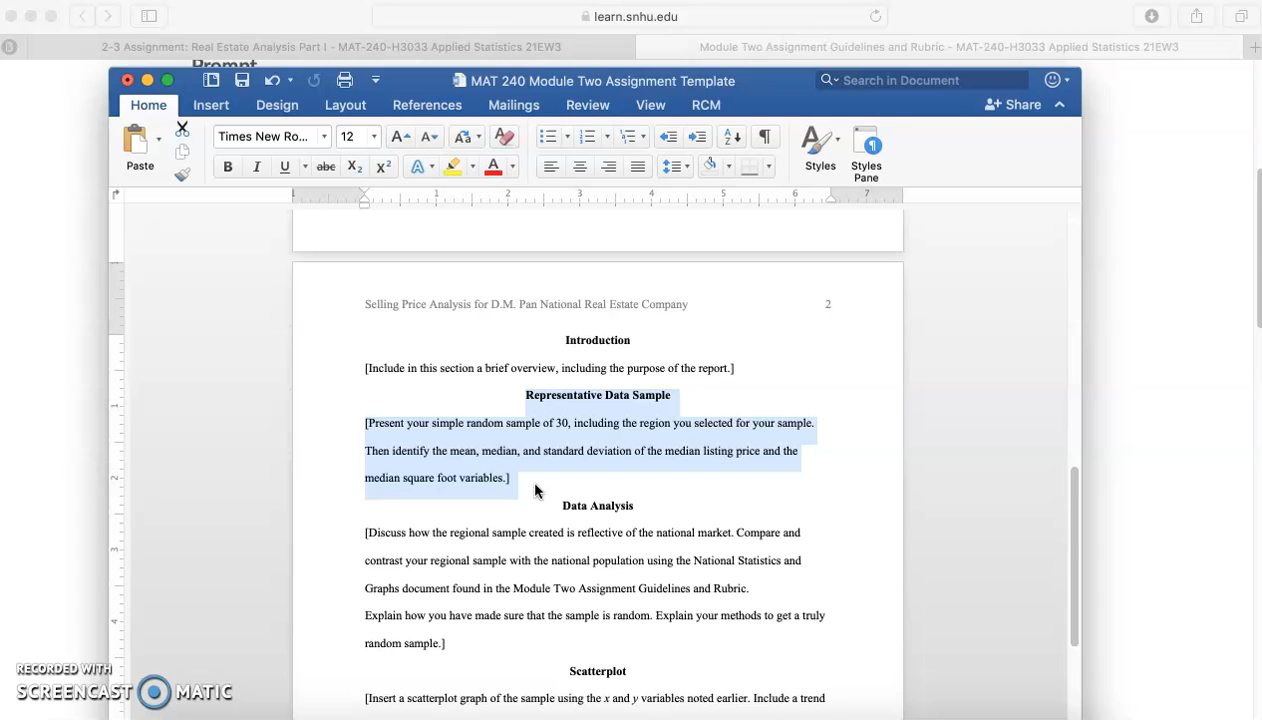 learn.snhu.edu
2-3 Assignment: Real Estate Analysis Part I - MAT-240-H3033 Applied Statistics 21EW3
Module Two Assignment Guidelines and Rubric - MAT-240-H3033 Applied Statistics 21EW3
Prompt
MAT 240 Module Two Assignment Template
Search in Document
Home Insert Design Layout References Mailings Review View RCM
Share
Paste
Times New Ro... 12
Styles
Styles Pane
Selling Price Analysis for D.M. Pan National Real Estate Company 2
Introduction
[Include in this section a brief overview, including the purpose of the report.]
Representative Data Sample
[Present your simple random sample of 30, including the region you selected for your sample.
Then identify the mean, median, and standard deviation of the median listing price and the
median square foot variables.]
Data Analysis
[Discuss how the regional sample created is reflective of the national market. Compare and
contrast your regional sample with the national population using the National Statistics and
Graphs document found in the Module Two Assignment Guidelines and Rubric.
Explain how you have made sure that the sample is random. Explain your methods to get a truly
random sample.]
Scatterplot
[Insert a scatterplot graph of the sample using the x and y variables noted earlier. Include a trend
RECORDED WITH
SCREENCAST MATIC